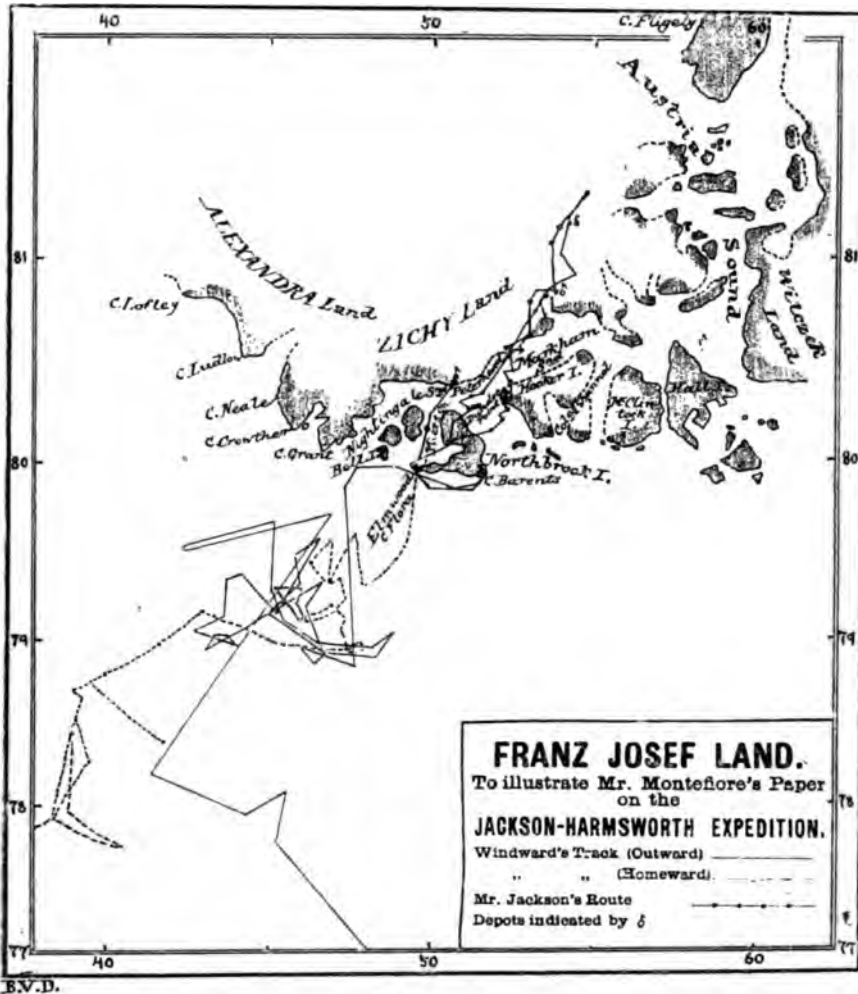 40
50
C. Fligely
60
Austria
Sound
81
81
ALEXANDRA Land
ZICHY Land
Wilczek
Land
C. Lofley
C. Ludlow
C. Neale
C. Crowther
C. Grant
Bell I.
Nightingale Sd.
Markham
Hooker I.
McClin
tock
I.
Hall I.
80
80
Northbrook I.
C. Barents
Elmwood
C. Flora
79
79
78
78
FRANZ JOSEF LAND.
To illustrate Mr. Montefiore's Paper
on the
JACKSON-HARMSWORTH EXPEDITION.
Windward's Track (Outward)
„ „ (Homeward)
Mr. Jackson's Route
Depots indicated by δ
77
77
40
50
60
B.V.D.